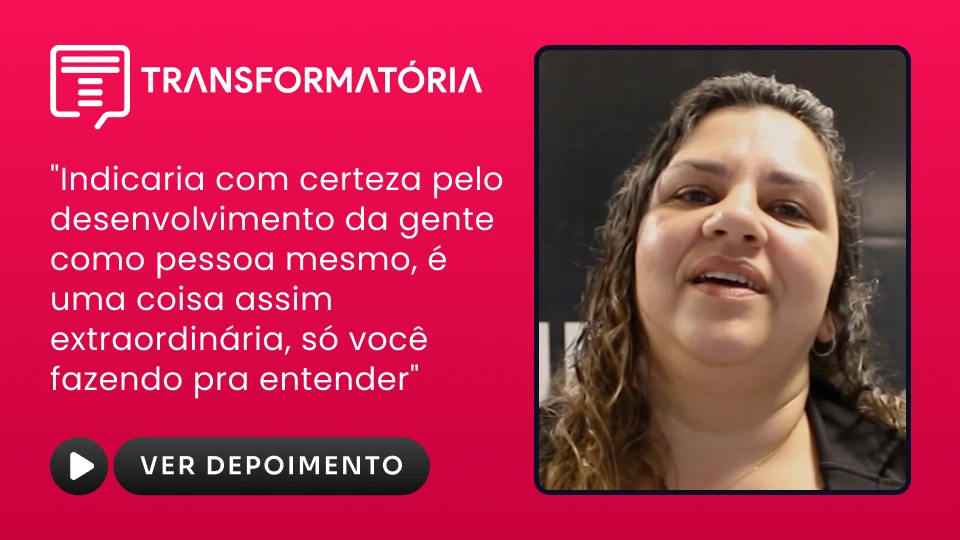 TRANSFORMATÓRIA
"Indicaria com certeza pelo
desenvolvimento da gente
como pessoa mesmo, é
uma coisa assim
extraordinária, só você
fazendo pra entender"
VER DEPOIMENTO